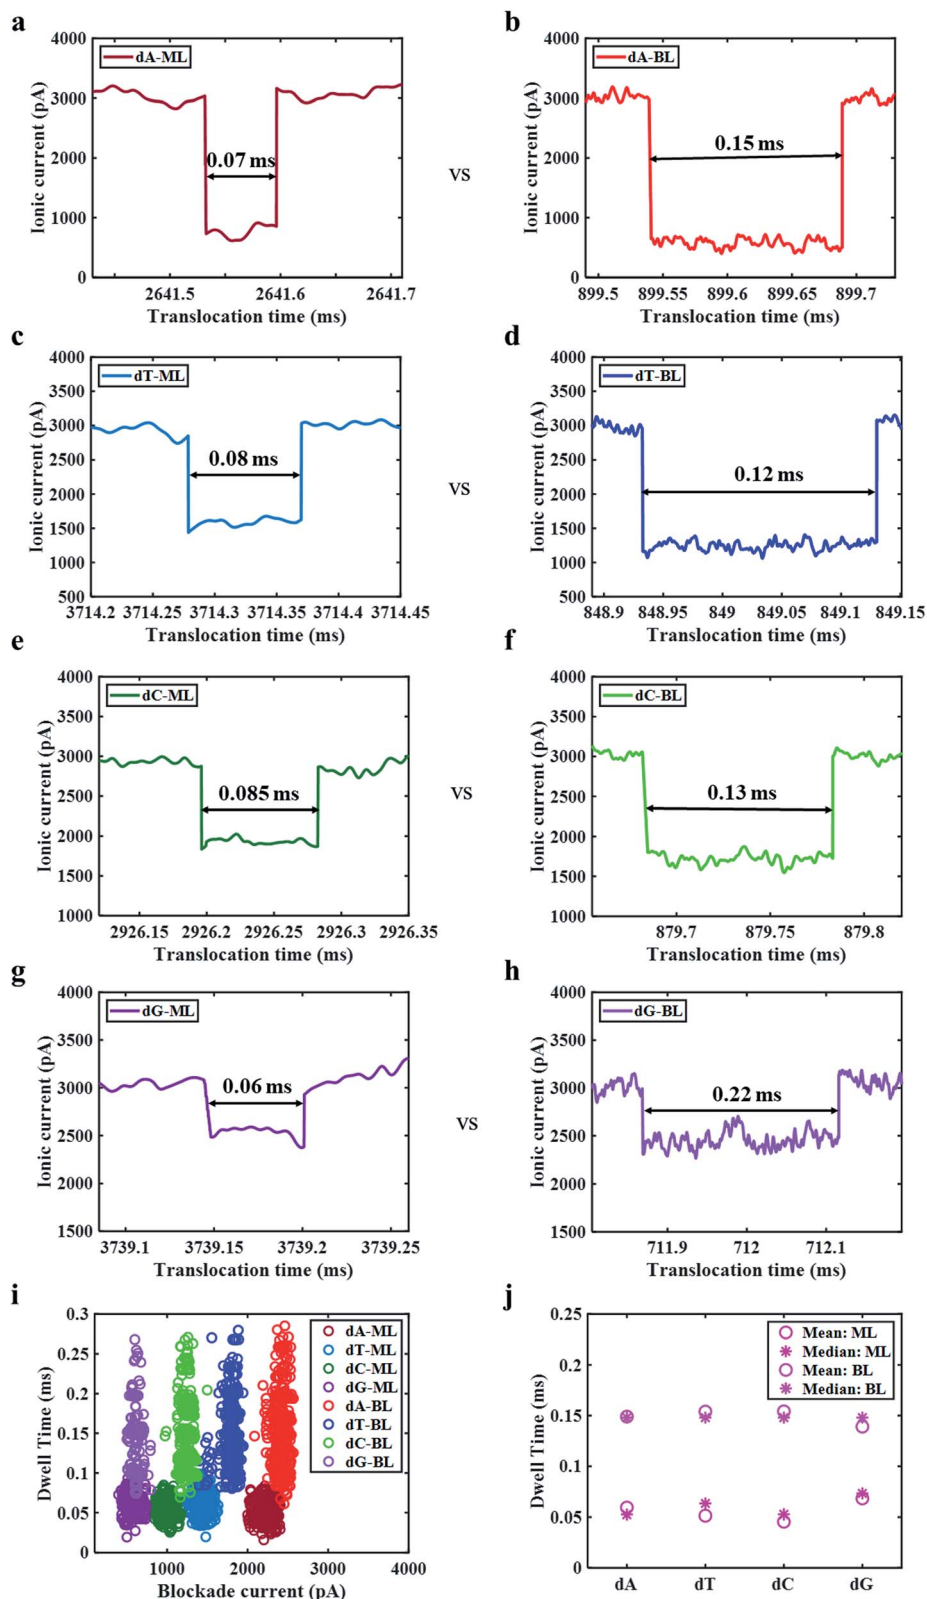 a
dA-ML
0.07 ms
4000
3000
2000
1000
0
Ionic current (pA)
2641.5 2641.6 2641.7
Translocation time (ms)
vs
b
dA-BL
0.15 ms
4000
3000
2000
1000
0
Ionic current (pA)
899.5 899.55 899.6 899.65 899.7
Translocation time (ms)
c
dT-ML
0.08 ms
4000
3500
3000
2500
2000
1500
1000
500
Ionic current (pA)
3714.2 3714.25 3714.3 3714.35 3714.4 3714.45
Translocation time (ms)
vs
d
dT-BL
0.12 ms
4000
3500
3000
2500
2000
1500
1000
500
Ionic current (pA)
848.9 848.95 849 849.05 849.1 849.15
Translocation time (ms)
e
dC-ML
0.085 ms
4000
3500
3000
2500
2000
1500
1000
Ionic current (pA)
2926.15 2926.2 2926.25 2926.3 2926.35
Translocation time (ms)
vs
f
dC-BL
0.13 ms
4000
3500
3000
2500
2000
1500
1000
Ionic current (pA)
879.7 879.75 879.8
Translocation time (ms)
g
dG-ML
0.06 ms
4000
3500
3000
2500
2000
1500
Ionic current (pA)
3739.1 3739.15 3739.2 3739.25
Translocation time (ms)
vs
h
dG-BL
0.22 ms
4000
3500
3000
2500
2000
1500
Ionic current (pA)
711.9 712 712.1
Translocation time (ms)
i
0.3
0.25
0.2
0.15
0.1
0.05
0
Dwell Time (ms)
dA-ML
dT-ML
dC-ML
dG-ML
dA-BL
dT-BL
dC-BL
dG-BL
1000 2000 3000 4000
Blockade current (pA)
j
0.25
0.2
0.15
0.1
0.05
0
Dwell Time (ms)
Mean: ML
Median: ML
Mean: BL
Median: BL
dA dT dC dG